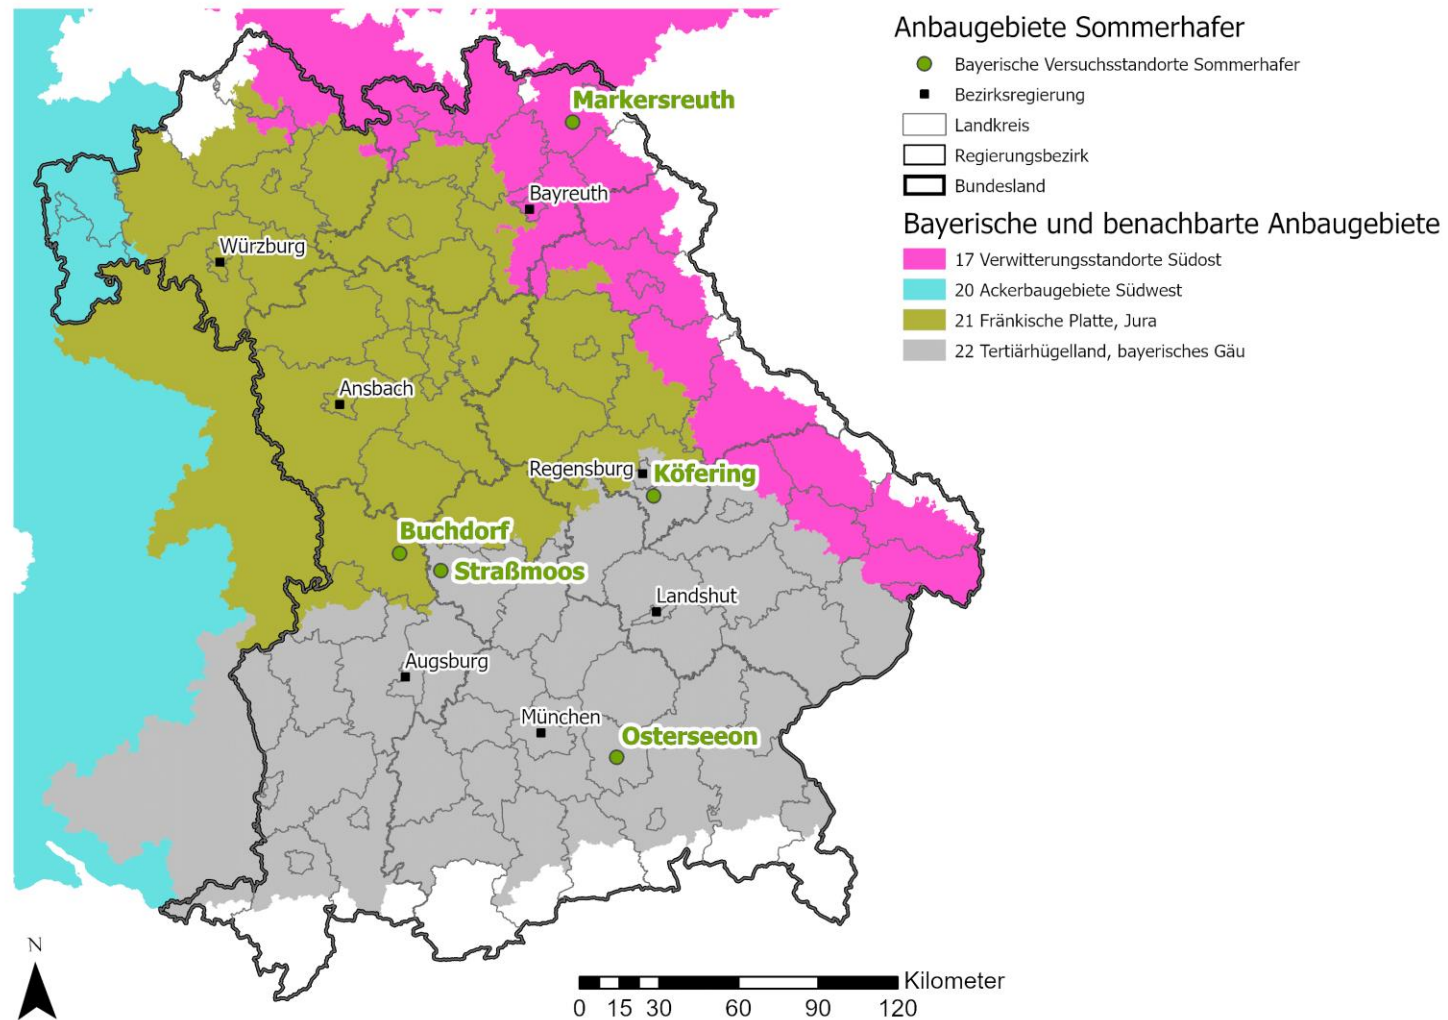 Anbaugebiete Sommerhafer
Bayerische Versuchsstandorte Sommerhafer
Bezirksregierung
Landkreis
Regierungsbezirk
Bundesland
Bayerische und benachbarte Anbaugebiete
17 Verwitterungsstandorte Südost
20 Ackerbaugebiete Südwest
21 Fränkische Platte, Jura
22 Tertiärhügelland, bayerisches Gäu
Markersreuth
Bayreuth
Würzburg
Ansbach
Regensburg
Köfering
Buchdorf
Straßmoos
Landshut
Augsburg
München
Osterseeon
N
Kilometer
0 15 30 60 90 120